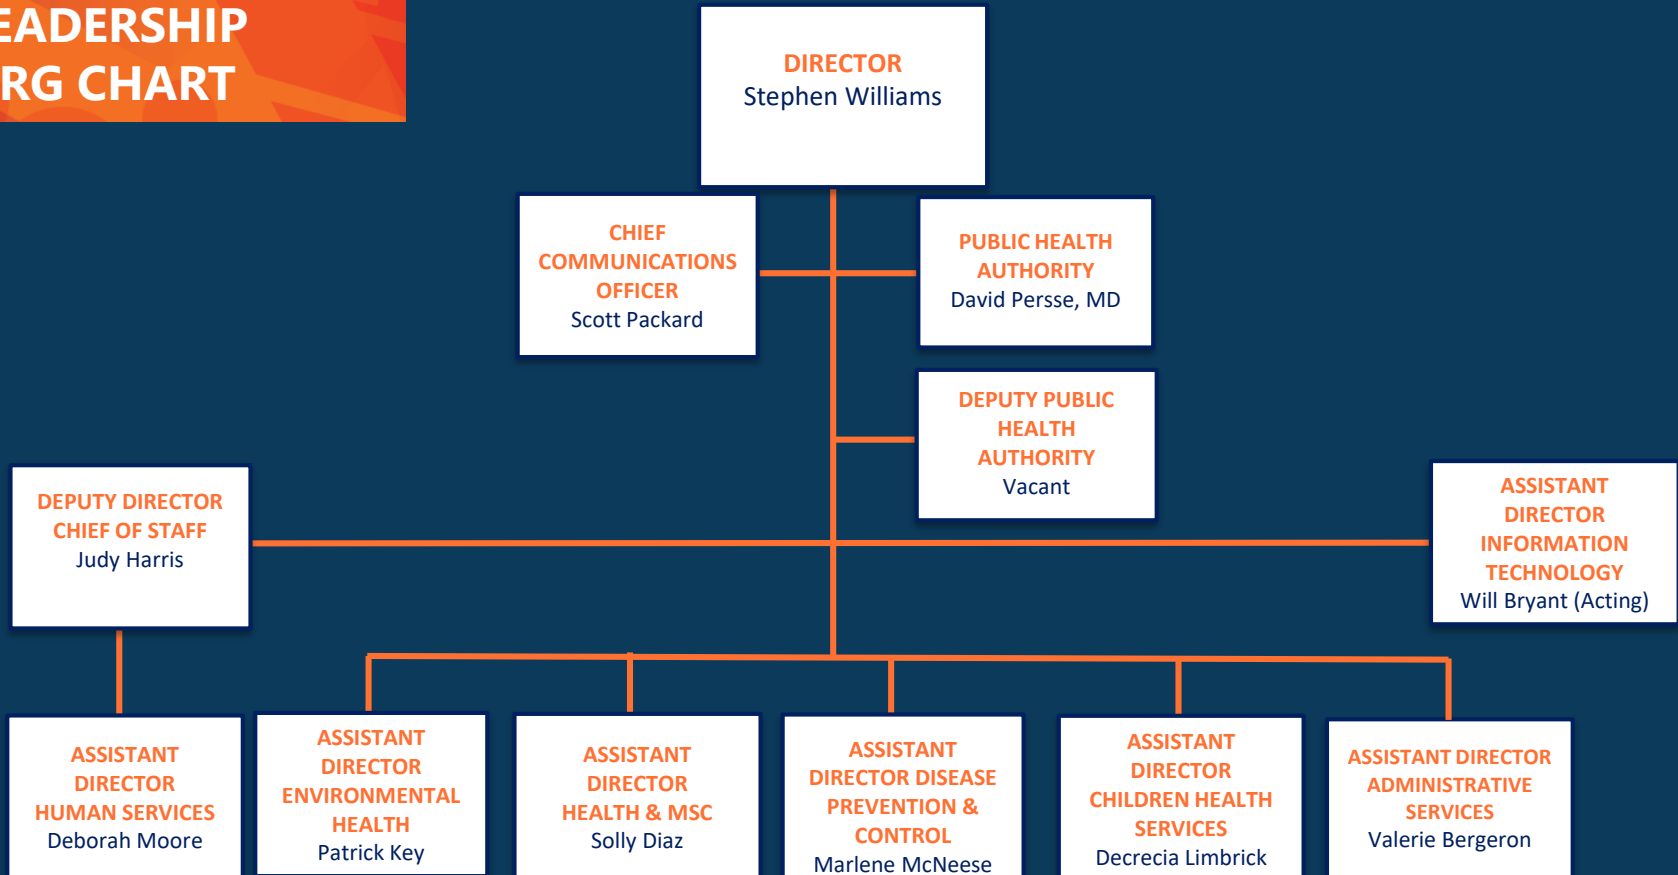 EADERSHIP
RG CHART
DIRECTOR
Stephen Williams
CHIEF
COMMUNICATIONS
OFFICER
Scott Packard
PUBLIC HEALTH
AUTHORITY
David Persse, MD
DEPUTY PUBLIC
HEALTH
AUTHORITY
Vacant
DEPUTY DIRECTOR
CHIEF OF STAFF
Judy Harris
ASSISTANT
DIRECTOR
INFORMATION
TECHNOLOGY
Will Bryant (Acting)
ASSISTANT
DIRECTOR
HUMAN SERVICES
Deborah Moore
ASSISTANT
DIRECTOR
ENVIRONMENTAL
HEALTH
Patrick Key
ASSISTANT
DIRECTOR
HEALTH & MSC
Solly Diaz
ASSISTANT
DIRECTOR DISEASE
PREVENTION &
CONTROL
Marlene McNeese
ASSISTANT
DIRECTOR
CHILDREN HEALTH
SERVICES
Decrecia Limbrick
ASSISTANT DIRECTOR
ADMINISTRATIVE
SERVICES
Valerie Bergeron